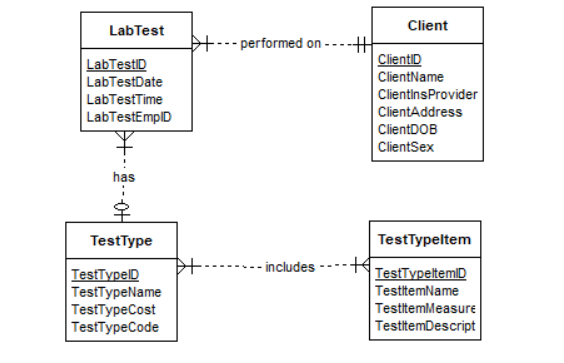 LabTest
LabTestID
LabTestDate
LabTestTime
LabTestEmpID
performed on
Client
ClientID
ClientName
ClientInsProvider
ClientAddress
ClientDOB
ClientSex
has
TestType
TestTypeID
TestTypeName
TestTypeCost
TestTypeCode
includes
TestTypeItem
TestTypeItemID
TestItemName
TestItemMeasure
TestItemDescript